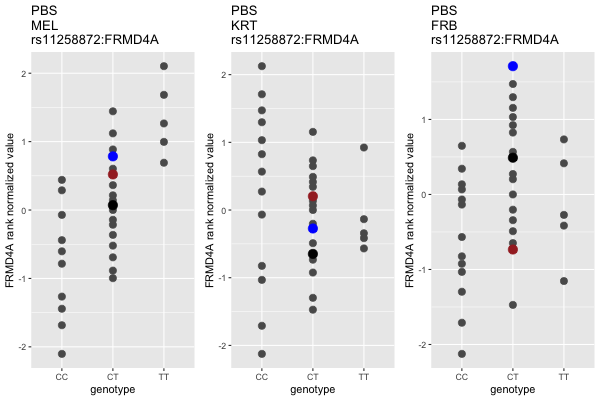 PBS
MEL
rs11258872:FRMD4A
FRMD4A rank normalized value
2
1
0
-1
-2
CC CT TT
genotype
PBS
KRT
rs11258872:FRMD4A
FRMD4A rank normalized value
2
1
0
-1
-2
CC CT TT
genotype
PBS
FRB
rs11258872:FRMD4A
FRMD4A rank normalized value
1
0
-1
-2
CC CT TT
genotype